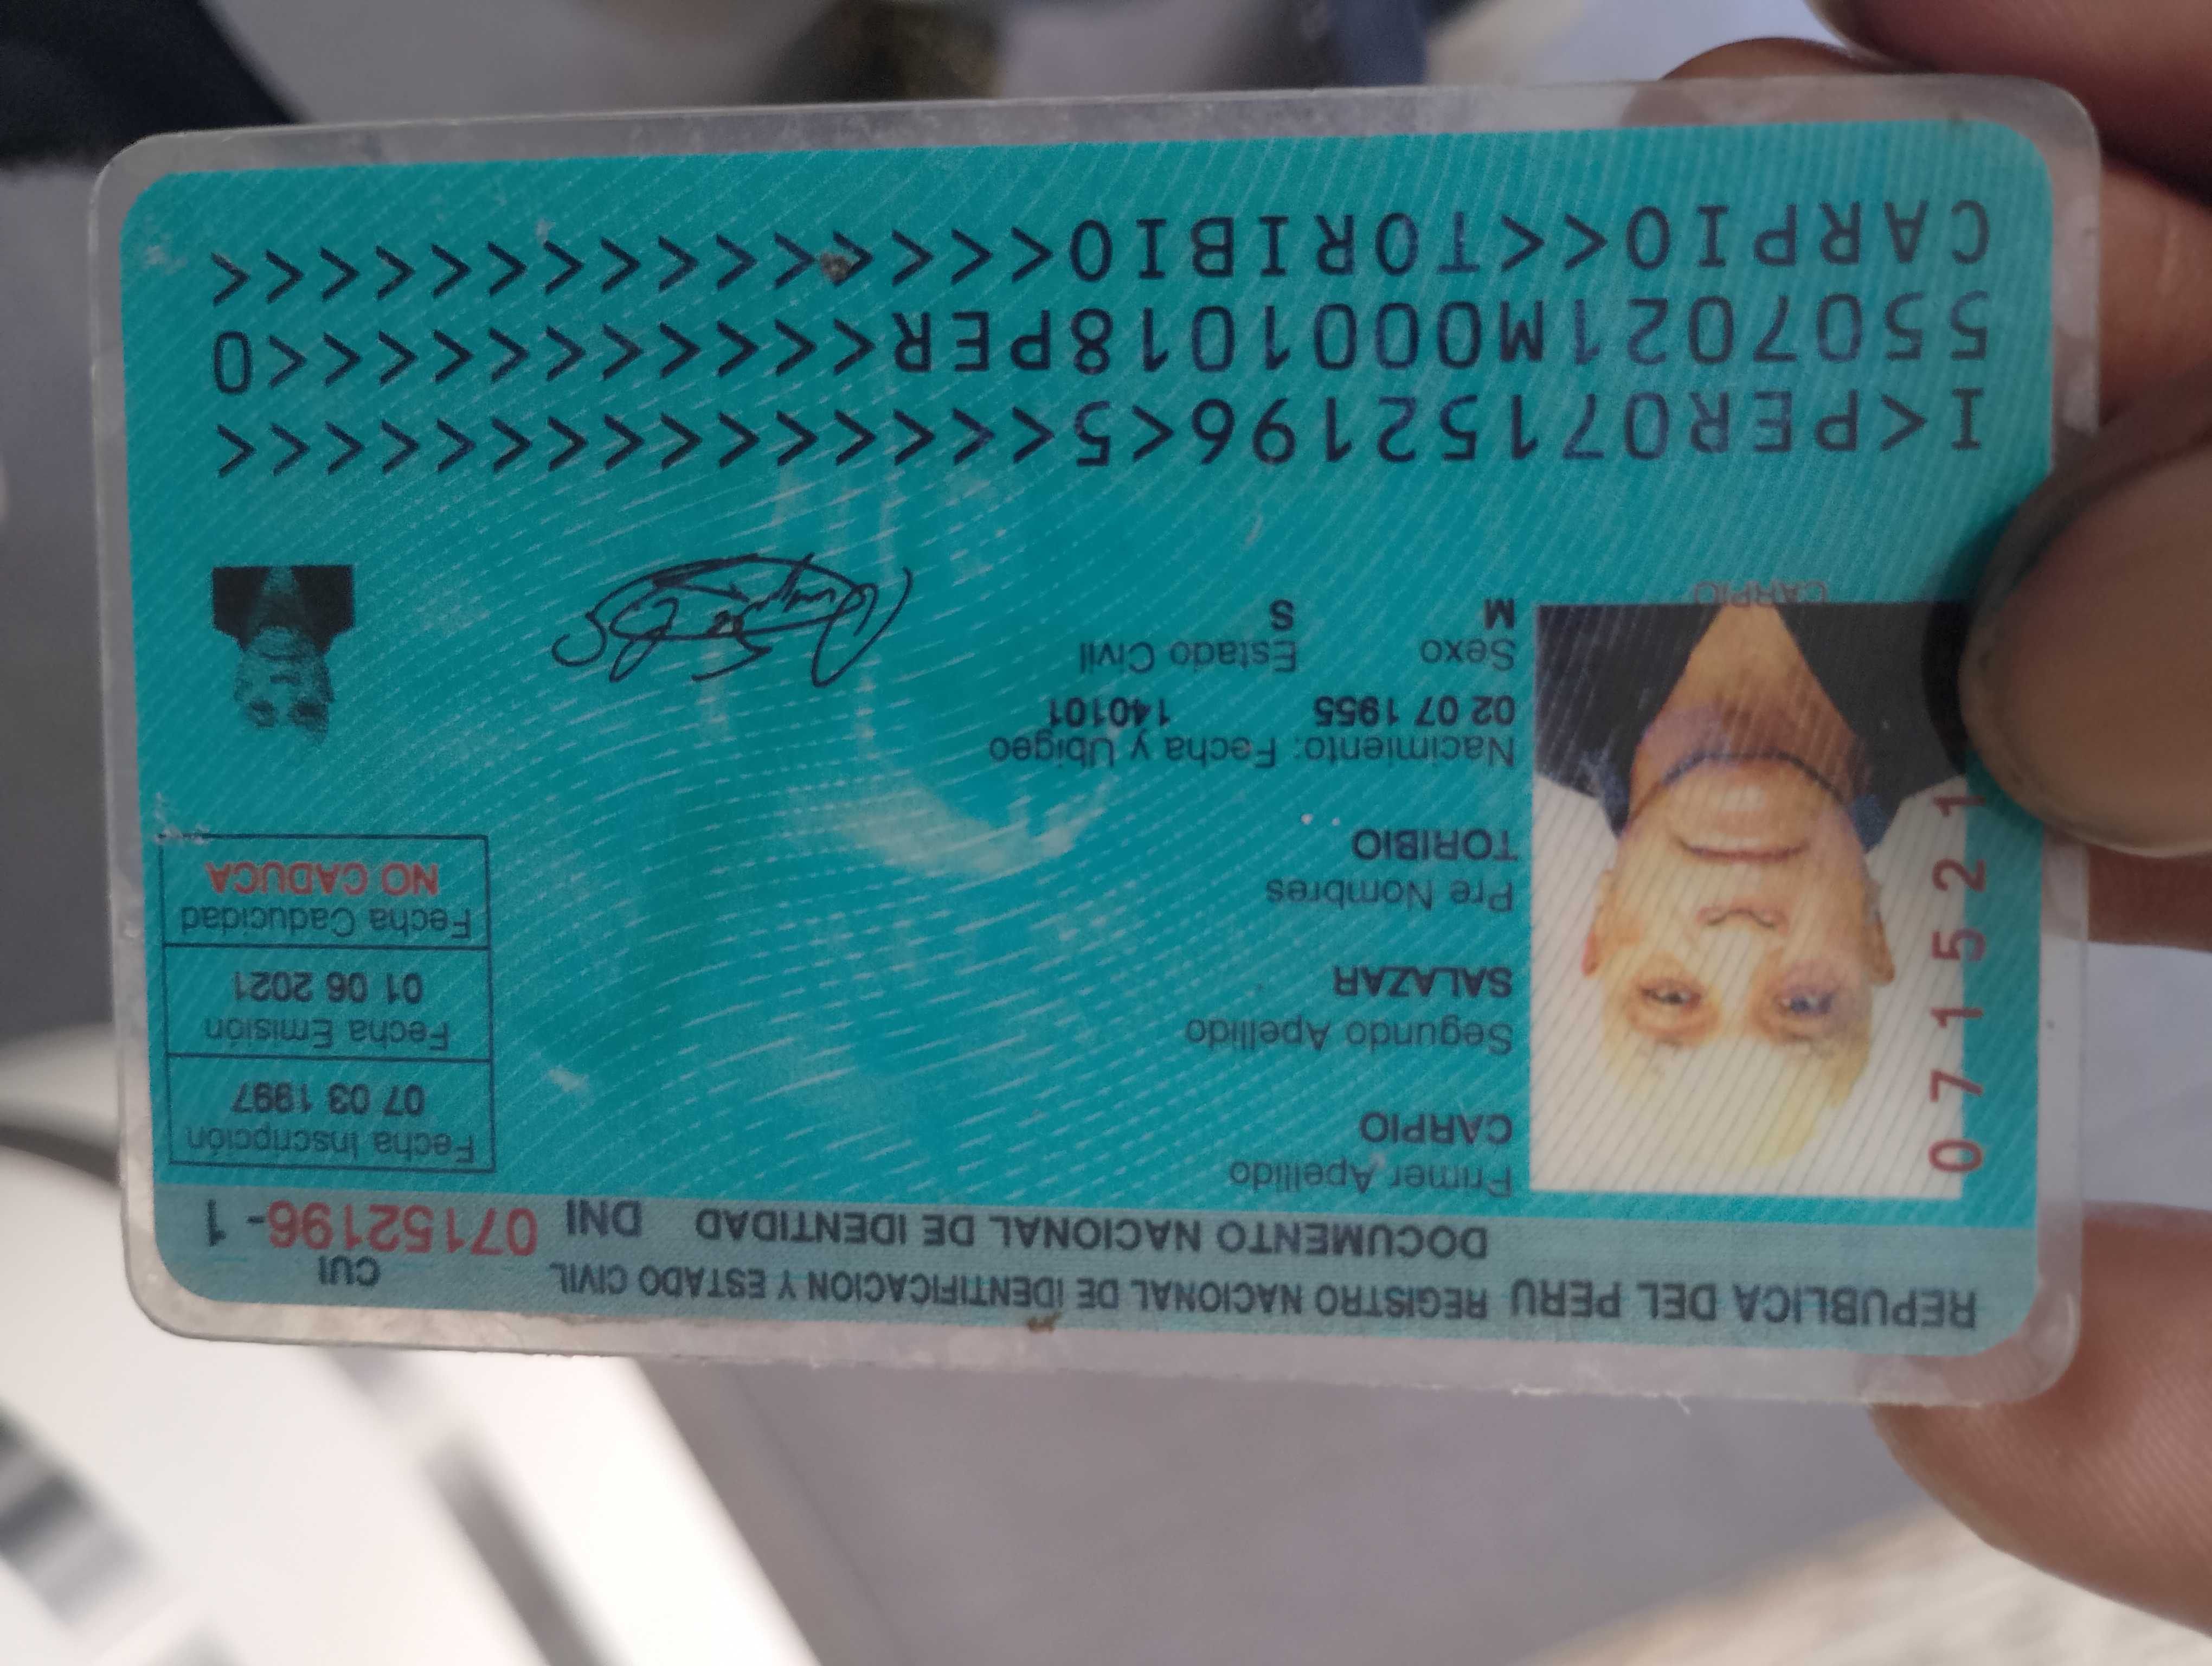 REPUBLICA DEL PERU REGISTRO NACIONAL DE IDENTIFICACION Y ESTADO CIVIL
CUI
DOCUMENTO NACIONAL DE IDENTIDAD DNI 07152196-1
Primer Apellido
CARPIO
Segundo Apellido
SALAZAR
Pre Nombres
TORIBIO
Nacimiento: Fecha y Ubigeo
02 07 1955 140101
Sexo Estado Civil
M S
Fecha Inscripción
07 03 1997
Fecha Emisión
01 06 2021
Fecha Caducidad
NO CADUCA
071521
CARPIO
I<PER07152196<5<<<<<<<<<<<<<<<
5507021M0001018PER<<<<<<<<<<<0
CARPIO<<TORIBIO<<<<<<<<<<<<<<<